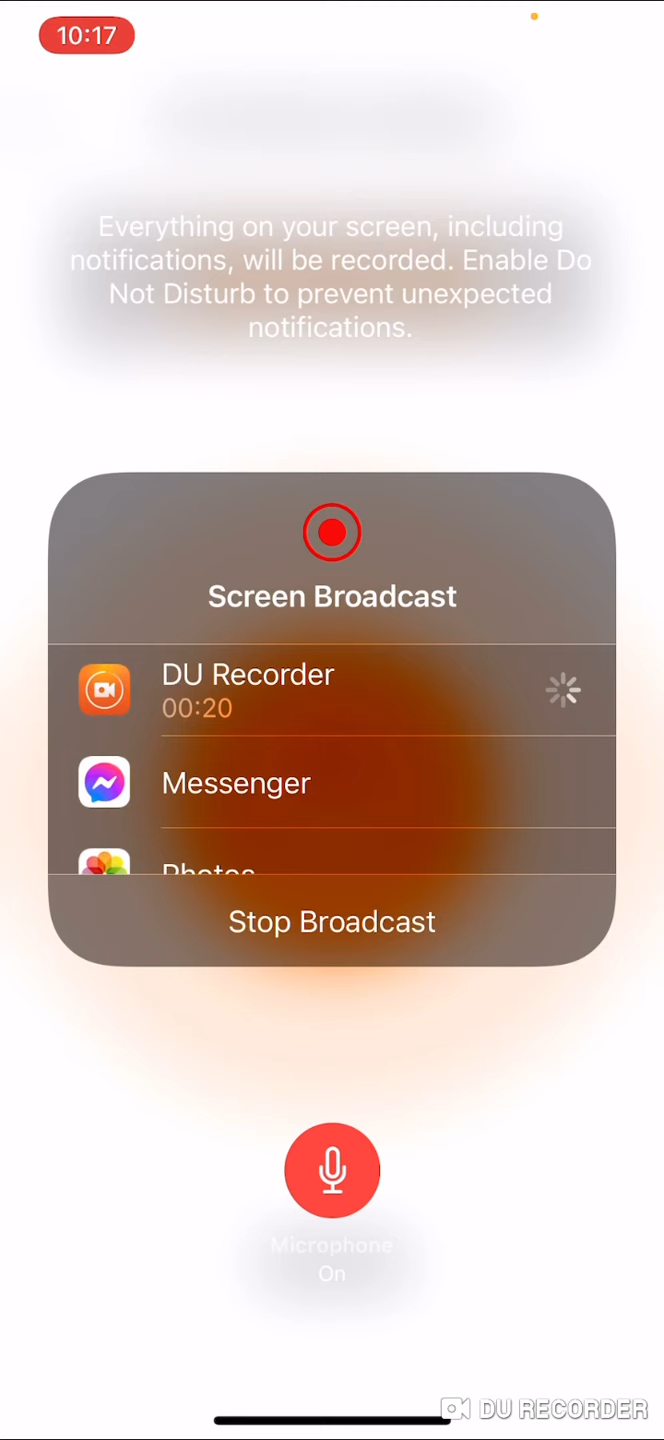 10:17
Everything on your screen, including
notifications, will be recorded. Enable Do
Not Disturb to prevent unexpected
notifications.
Screen Broadcast
DU Recorder
00:20
Messenger
Photos
Stop Broadcast
Microphone
On
DU RECORDER